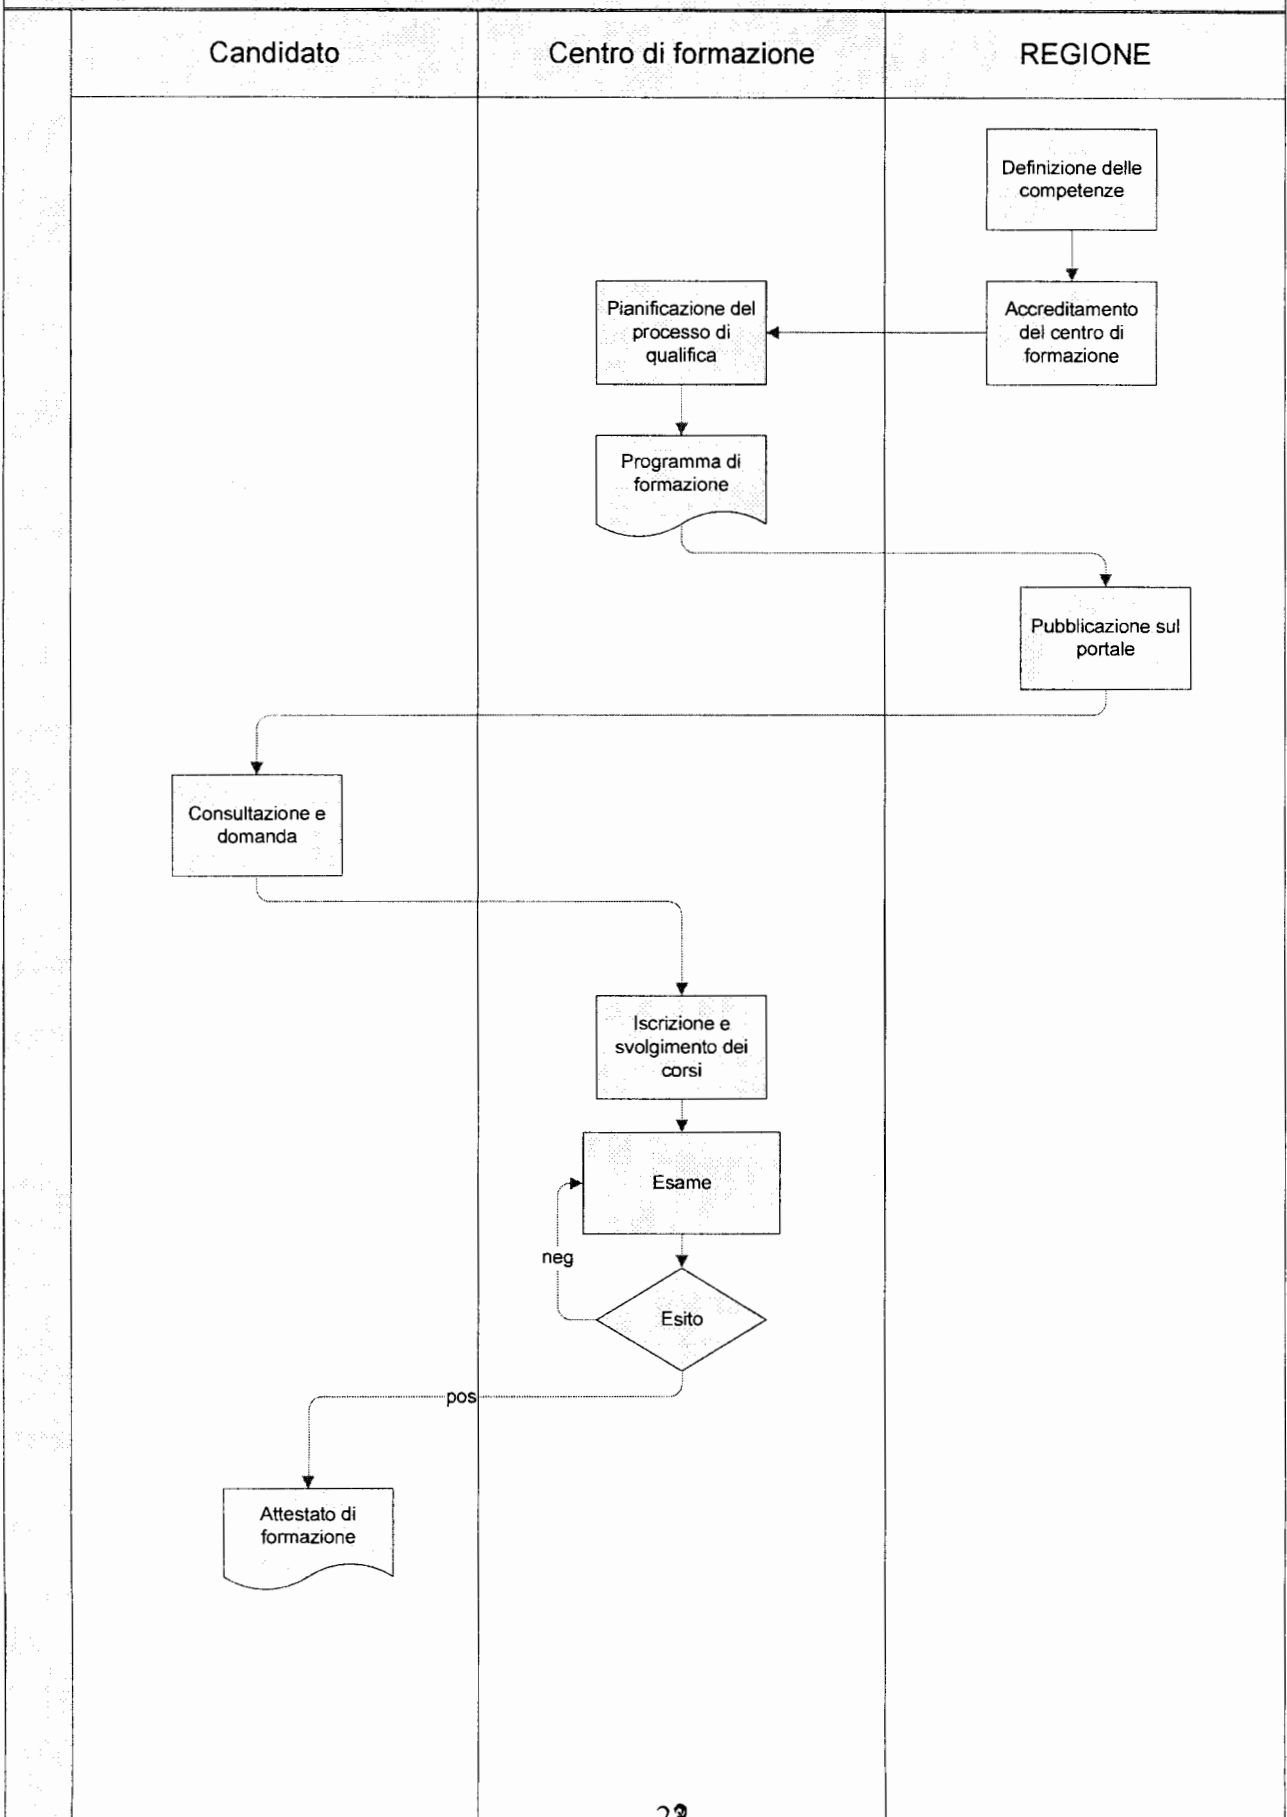 Candidato
Centro di formazione
REGIONE
Definizione delle
competenze
Pianificazione del
processo di
qualifica
Accreditamento
del centro di
formazione
Programma di
formazione
Pubblicazione sul
portale
Consultazione e
domanda
Iscrizione e
svolgimento dei
corsi
Esame
neg
Esito
pos
Attestato di
formazione